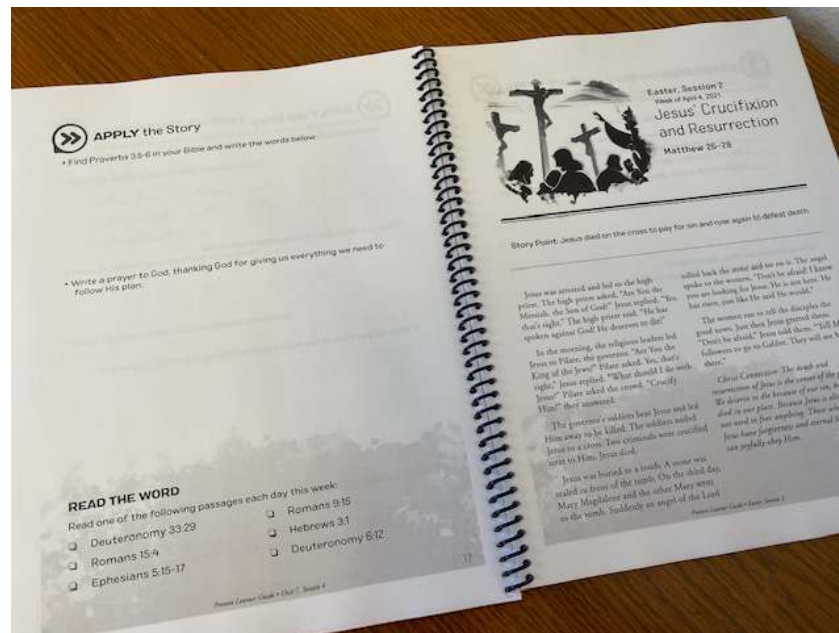 APPLY the Story
• Find Proverbs 3:5-6 in your Bible and write the words below.
• Write a prayer to God, thanking God for giving us everything we need to
follow His plan.
READ THE WORD
Read one of the following passages each day this week:
❏ Deuteronomy 33:29
❏ Romans 15:4
❏ Ephesians 5:15-17
❏ Romans 9:15
❏ Hebrews 3:1
❏ Deuteronomy 6:12
17
Preteen Learner Guide • Unit 7, Session 4
Easter, Session 2
Week of April 4, 2021
Jesus' Crucifixion
and Resurrection
Matthew 26-28
Story Point: Jesus died on the cross to pay for sin and rose again to defeat death.
Jesus was arrested and led to the high
priest. The high priest asked, "Are You the
Messiah, the Son of God?" Jesus replied, "Yes,
that's right." The high priest said, "He has
spoken against God! He deserves to die!"
In the morning, the religious leaders led
Jesus to Pilate, the governor. "Are You the
King of the Jews?" Pilate asked. Yes, that's
right," Jesus replied. "What should I do with
Jesus?" Pilate asked the crowd. "Crucify
Him!" they answered.
The governor's soldiers beat Jesus and led
Him away to be killed. The soldiers nailed
Jesus to a cross. Two criminals were crucified
next to Him. Jesus died.
Jesus was buried in a tomb. A stone was
sealed in front of the tomb. On the third day,
Mary Magdalene and the other Mary went
to the tomb. Suddenly an angel of the Lord
rolled back the stone and sat on it. The angel
spoke to the women, "Don't be afraid! I know
you are looking for Jesus. He is not here. He
has risen, just like He said He would."
The women ran to tell the disciples the
good news. Just then Jesus greeted them.
"Don't be afraid," Jesus told them. "Tell My
followers to go to Galilee. They will see Me
there."
Christ Connection: The death and
resurrection of Jesus is the center of the
We deserve to die because of our sin,
died in our place. Because Jesus is
not need to fear anything. Those
Jesus have forgiveness and eternal
can joyfully obey Him.
Preteen Learner Guide • Easter, Session 2